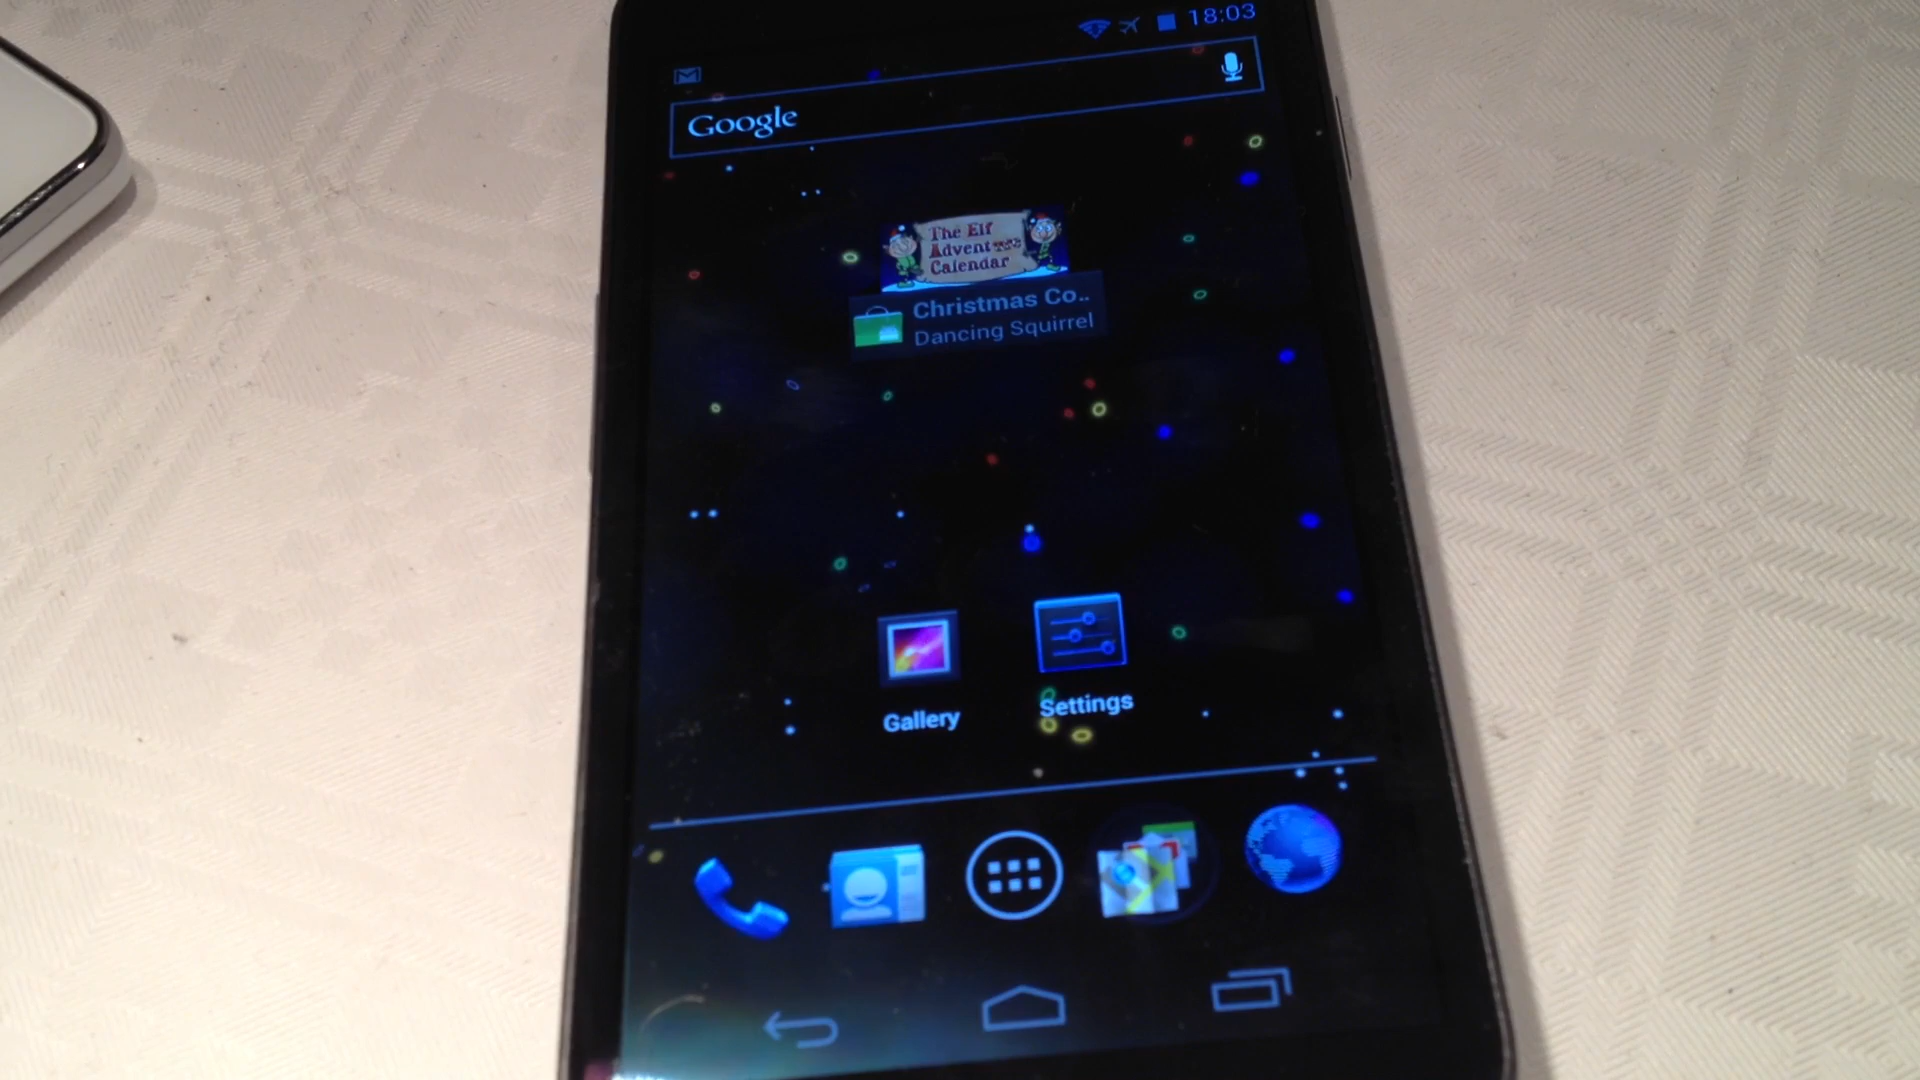 18:03
Google
The Elf
Advent
Calendar
Christmas Co..
Dancing Squirrel
Gallery
Settings